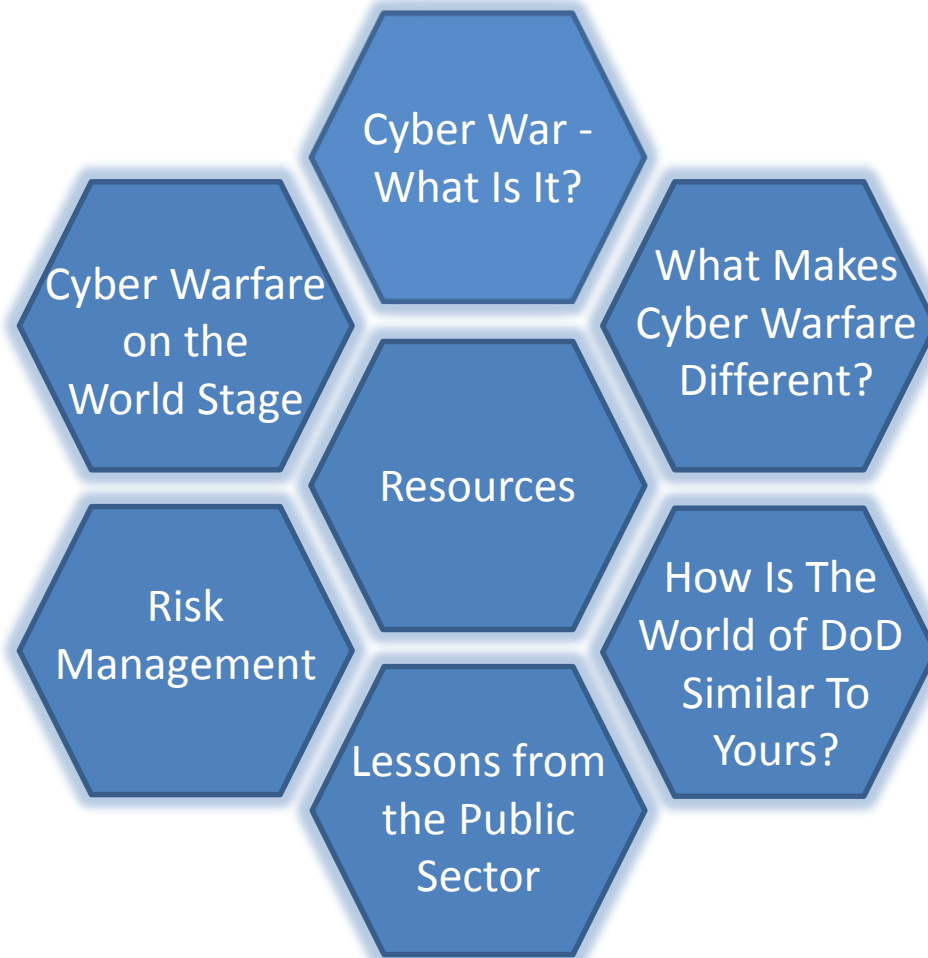 Cyber War -
What Is It?
What Makes
Cyber Warfare
Different?
How Is The
World of DoD
Similar To
Yours?
Lessons from
the Public
Sector
Risk
Management
Cyber Warfare
on the
World Stage
Resources